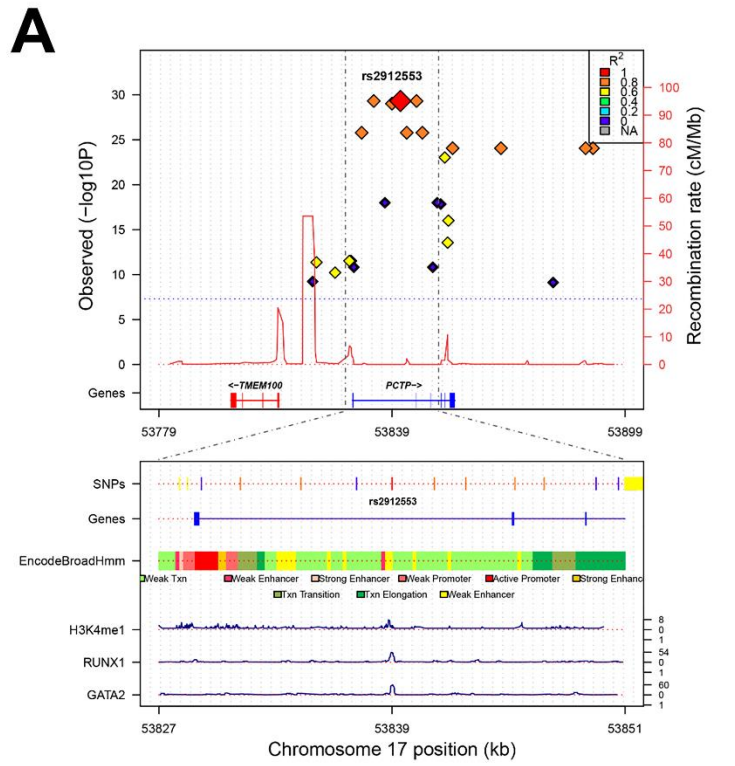 A
rs2912553
R2
1
0.8
0.6
0.4
0.2
0
NA
Observed (−log10P)
30
25
20
15
10
5
0
100
90
80
70
60
50
40
30
20
10
0
Recombination rate (cM/Mb)
Genes
<−TMEM100
PCTP−>
53779
53839
53899
SNPs
rs2912553
Genes
EncodeBroadHmm
Weak Txn
Weak Enhancer
Strong Enhancer
Weak Promoter
Active Promoter
Strong Enhanc
Txn Transition
Txn Elongation
Weak Enhancer
H3K4me1
8
0
1
RUNX1
54
0
1
GATA2
60
0
1
53827
53839
53851
Chromosome 17 position (kb)